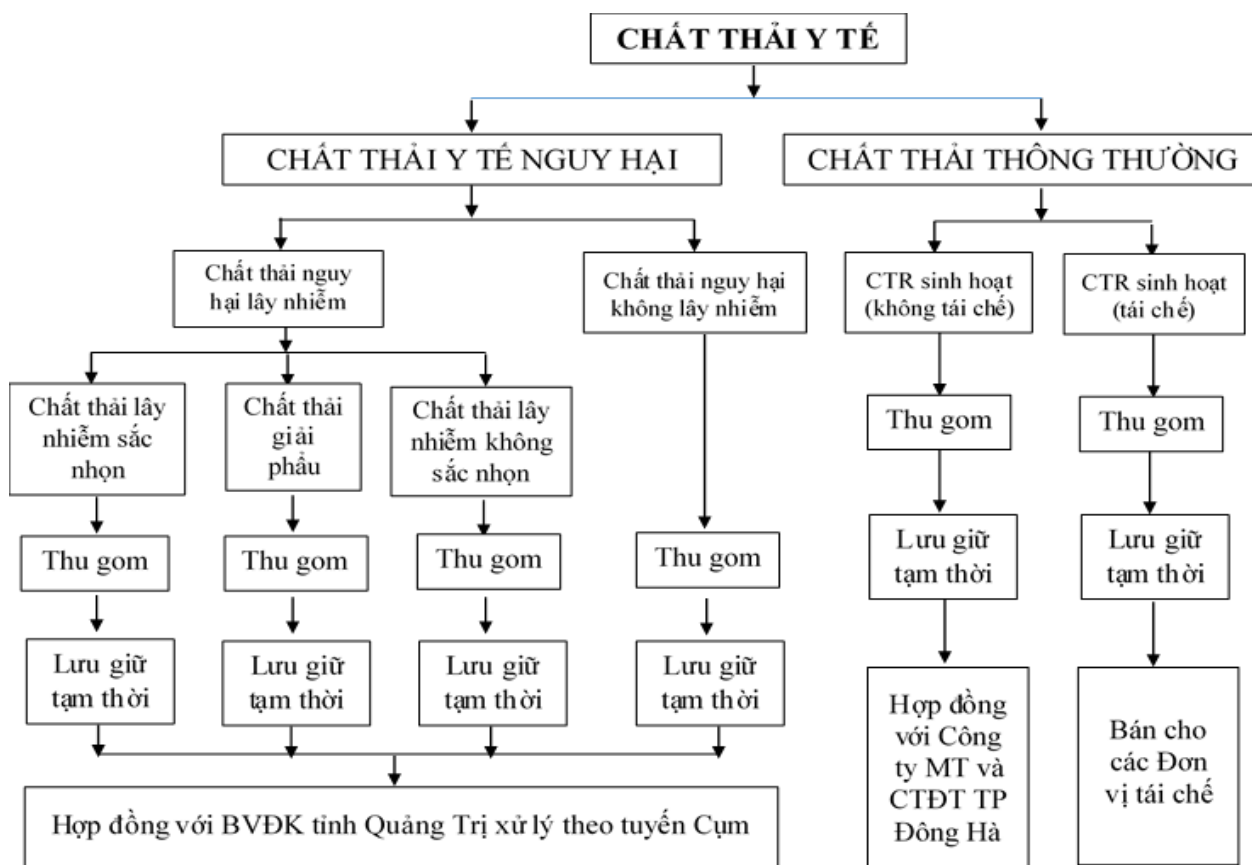 CHẤT THẢI Y TẾ
CHẤT THẢI Y TẾ NGUY HẠI
CHẤT THẢI THÔNG THƯỜNG
Chất thải nguy
hại lây nhiễm
Chất thải nguy hại
không lây nhiễm
CTR sinh hoạt
(không tái chế)
CTR sinh hoạt
(tái chế)
Chất thải lây
nhiễm sắc
nhọn
Chất thải
giải
phẩu
Chất thải lây
nhiễm không
sắc nhọn
Thu gom
Thu gom
Thu gom
Thu gom
Thu gom
Thu gom
Lưu giữ
tạm thời
Lưu giữ
tạm thời
Lưu giữ
tạm thời
Lưu giữ
tạm thời
Lưu giữ
tạm thời
Lưu giữ
tạm thời
Hợp đồng với BVĐK tỉnh Quảng Trị xử lý theo tuyến Cụm
Hợp đồng
với Công
ty MT và
CTĐT TP
Đông Hà
Bán cho
các Đơn
vị tái chế